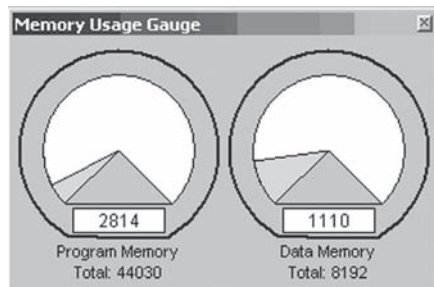 Memory Usage Gauge
2814
1110
Program Memory
Data Memory
Total: 44030
Total: 8192